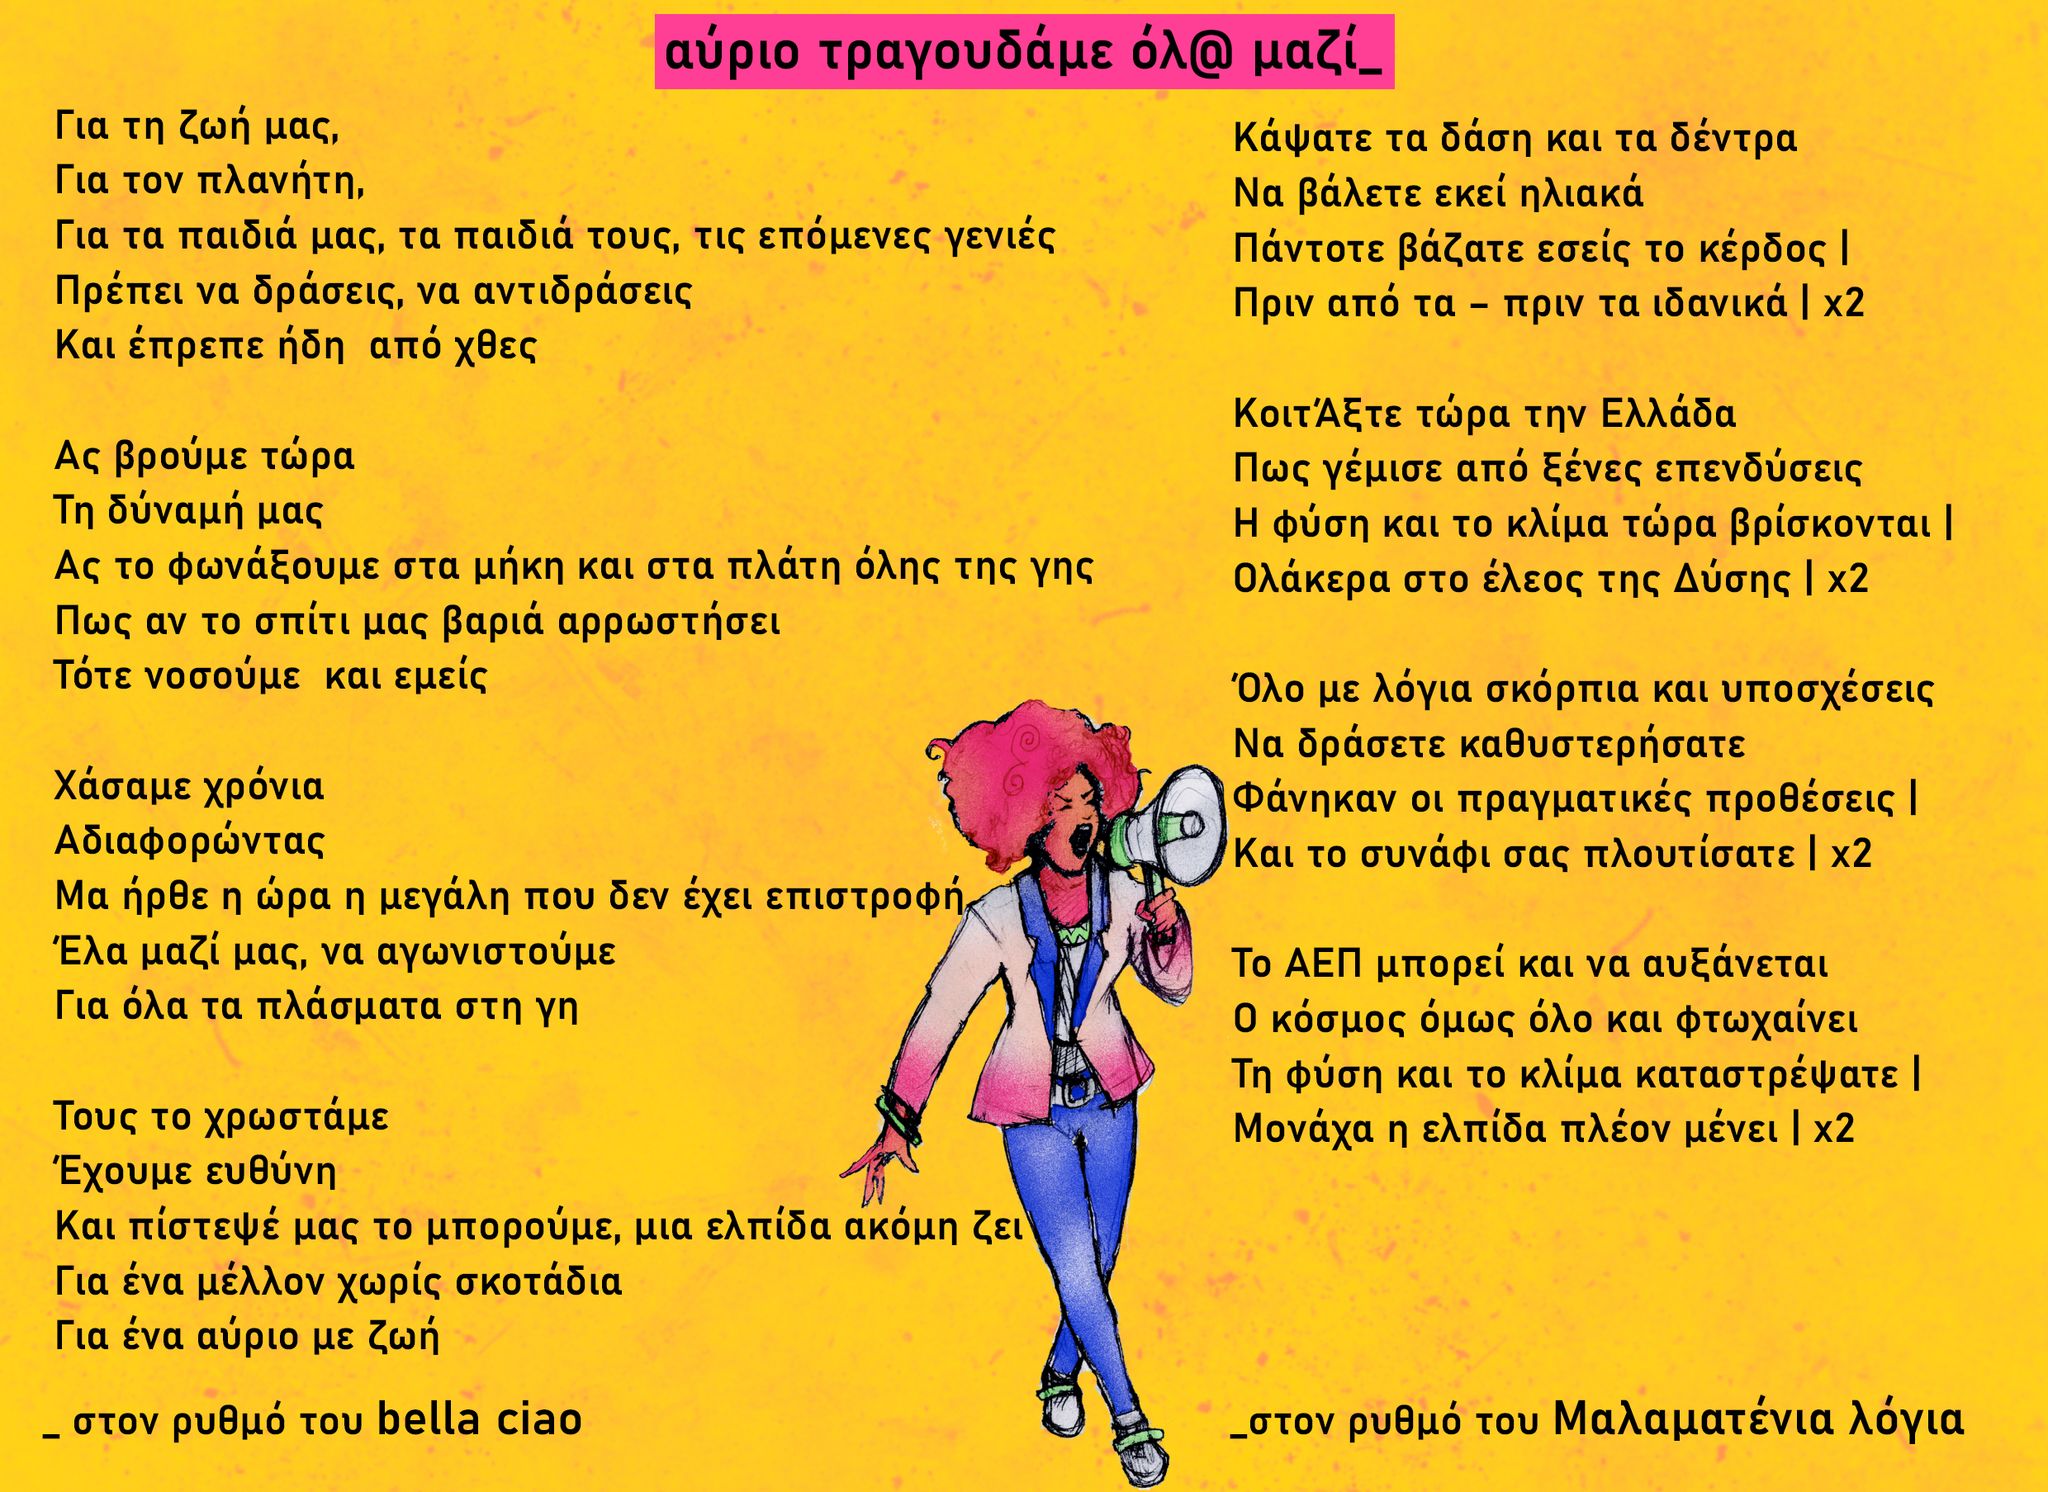 αύριο τραγουδάμε όλ@ μαζί_
Για τη ζωή μας,
Για τον πλανήτη,
Για τα παιδιά μας, τα παιδιά τους, τις επόμενες γενιές
Πρέπει να δράσεις, να αντιδράσεις
Και έπρεπε ήδη  από χθες
Ας βρούμε τώρα
Τη δύναμή μας
Ας το φωνάξουμε στα μήκη και στα πλάτη όλης της γης
Πως αν το σπίτι μας βαριά αρρωστήσει
Τότε νοσούμε  και εμείς
Χάσαμε χρόνια
Αδιαφορώντας
Μα ήρθε η ώρα η μεγάλη που δεν έχει επιστροφή
Έλα μαζί μας, να αγωνιστούμε
Για όλα τα πλάσματα στη γη
Τους το χρωστάμε
Έχουμε ευθύνη
Και πίστεψέ μας το μπορούμε, μια ελπίδα ακόμη ζει
Για ένα μέλλον χωρίς σκοτάδια
Για ένα αύριο με ζωή
_ στον ρυθμό του bella ciao
Κάψατε τα δάση και τα δέντρα
Να βάλετε εκεί ηλιακά
Πάντοτε βάζατε εσείς το κέρδος |
Πριν από τα – πριν τα ιδανικά | x2
ΚοιτΆξτε τώρα την Ελλάδα
Πως γέμισε από ξένες επενδύσεις
Η φύση και το κλίμα τώρα βρίσκονται |
Ολάκερα στο έλεος της Δύσης | x2
Όλο με λόγια σκόρπια και υποσχέσεις
Να δράσετε καθυστερήσατε
Φάνηκαν οι πραγματικές προθέσεις |
Και το συνάφι σας πλουτίσατε | x2
Το ΑΕΠ μπορεί και να αυξάνεται
Ο κόσμος όμως όλο και φτωχαίνει
Τη φύση και το κλίμα καταστρέψατε |
Μονάχα η ελπίδα πλέον μένει | x2
_στον ρυθμό του Μαλαματένια λόγια